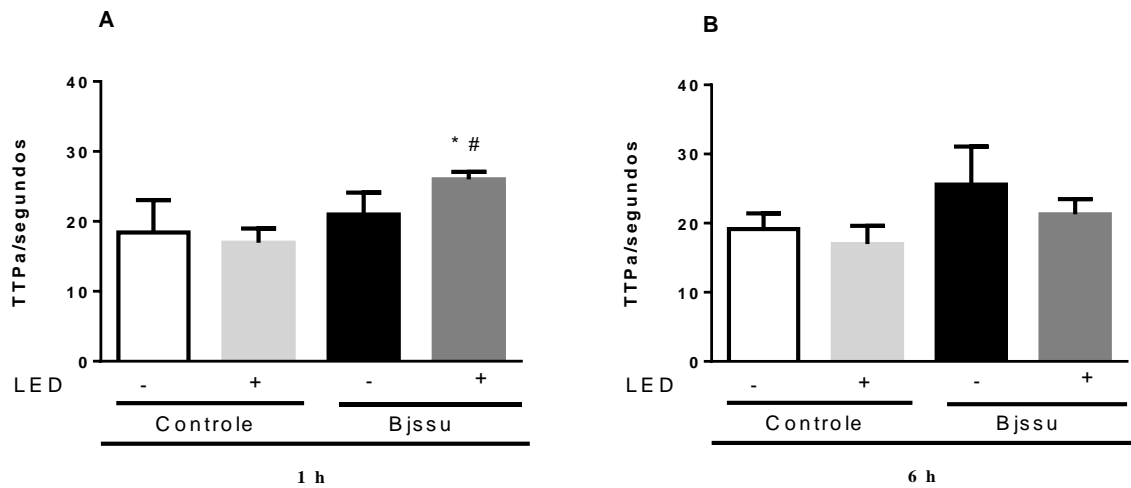 A
TTPa/segundos
40
30
20
10
0
* #
LED - + - +
Controle Bjssu
1 h
B
TTPa/segundos
40
30
20
10
0
- + - +
Controle Bjssu
6 h